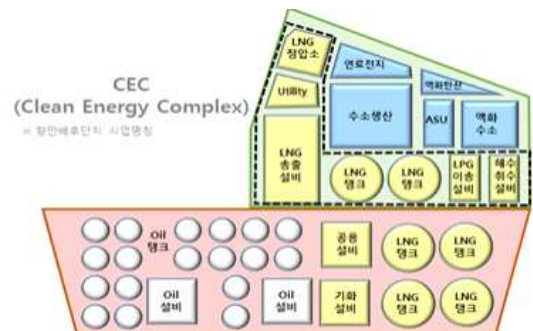 CEC
(Clean Energy Complex)
※ 항만배후단지 사업명칭
LNG
정압소
연료전지
액화탄산
Utility
수소생산
ASU
액화
수소
LNG
송출
설비
LNG
탱크
LNG
탱크
LPG
이송
설비
해수
취수
설비
Oil
탱크
공용
설비
LNG
탱크
LNG
탱크
Oil
설비
Oil
설비
기화
설비
LNG
탱크
LNG
탱크